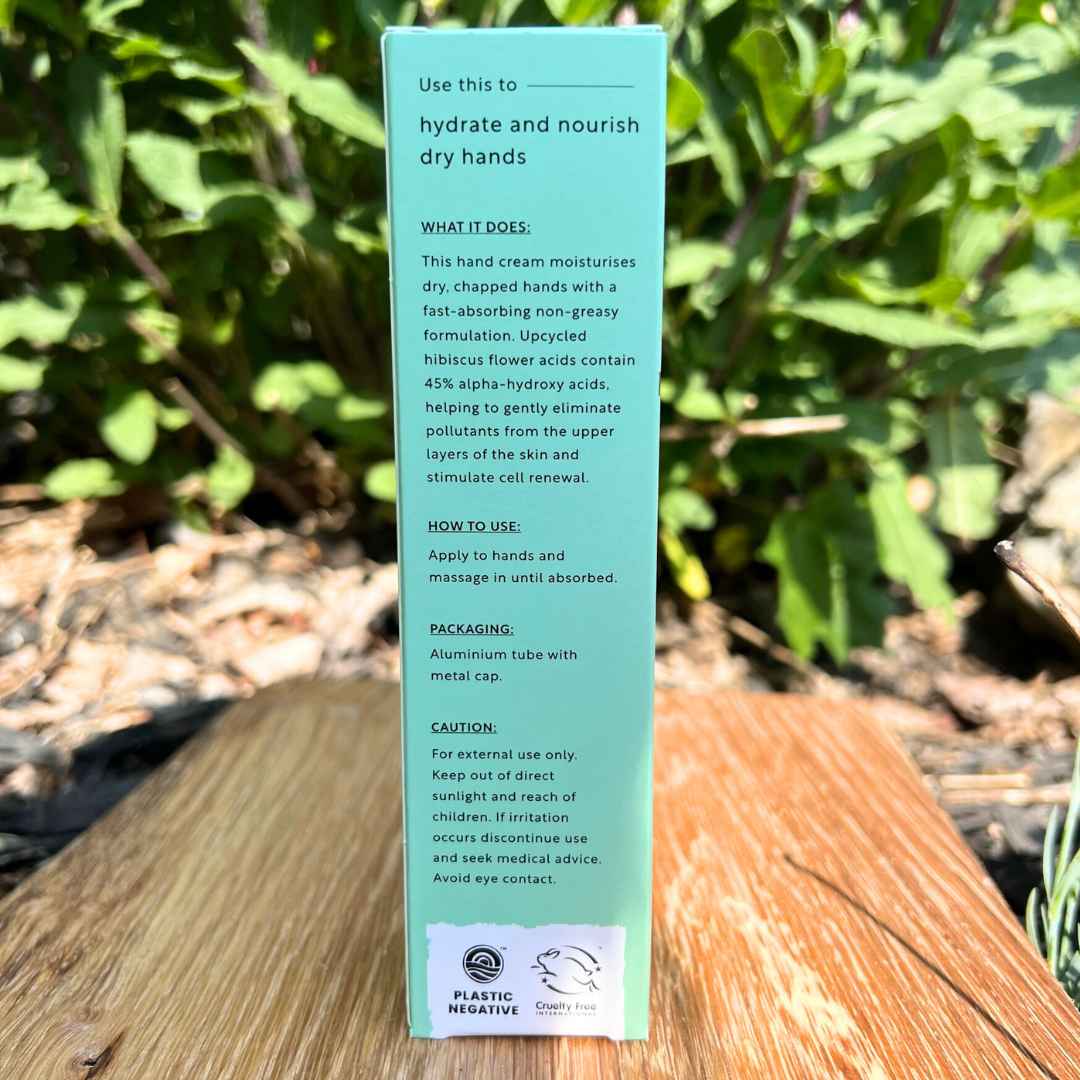 Use this to
hydrate and nourish
dry hands
WHAT IT DOES:
This hand cream moisturises
dry, chapped hands with a
fast-absorbing non-greasy
formulation. Upcycled
hibiscus flower acids contain
45% alpha-hydroxy acids,
helping to gently eliminate
pollutants from the upper
layers of the skin and
stimulate cell renewal.
HOW TO USE:
Apply to hands and
massage in until absorbed.
PACKAGING:
Aluminium tube with
metal cap.
CAUTION:
For external use only.
Keep out of direct
sunlight and reach of
children. If irritation
occurs discontinue use
and seek medical advice.
Avoid eye contact.
PLASTIC
NEGATIVE
™
Cruelty Free
INTERNATIONAL